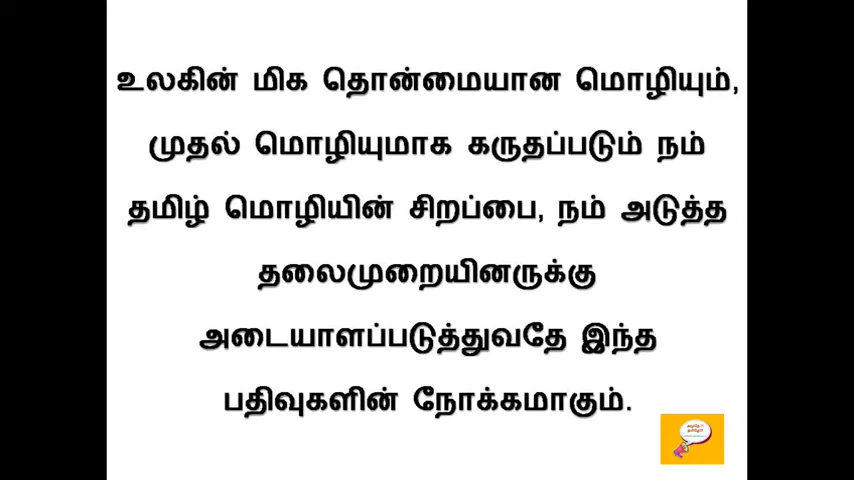 உலகின் மிக தொன்மையான மொழியும்,
முதல் மொழியுமாக கருதப்படும் நம்
தமிழ் மொழியின் சிறப்பை, நம் அடுத்த
தலைமுறையினருக்கு
அடையாளப்படுத்துவதே இந்த
பதிவுகளின் நோக்கமாகும்.